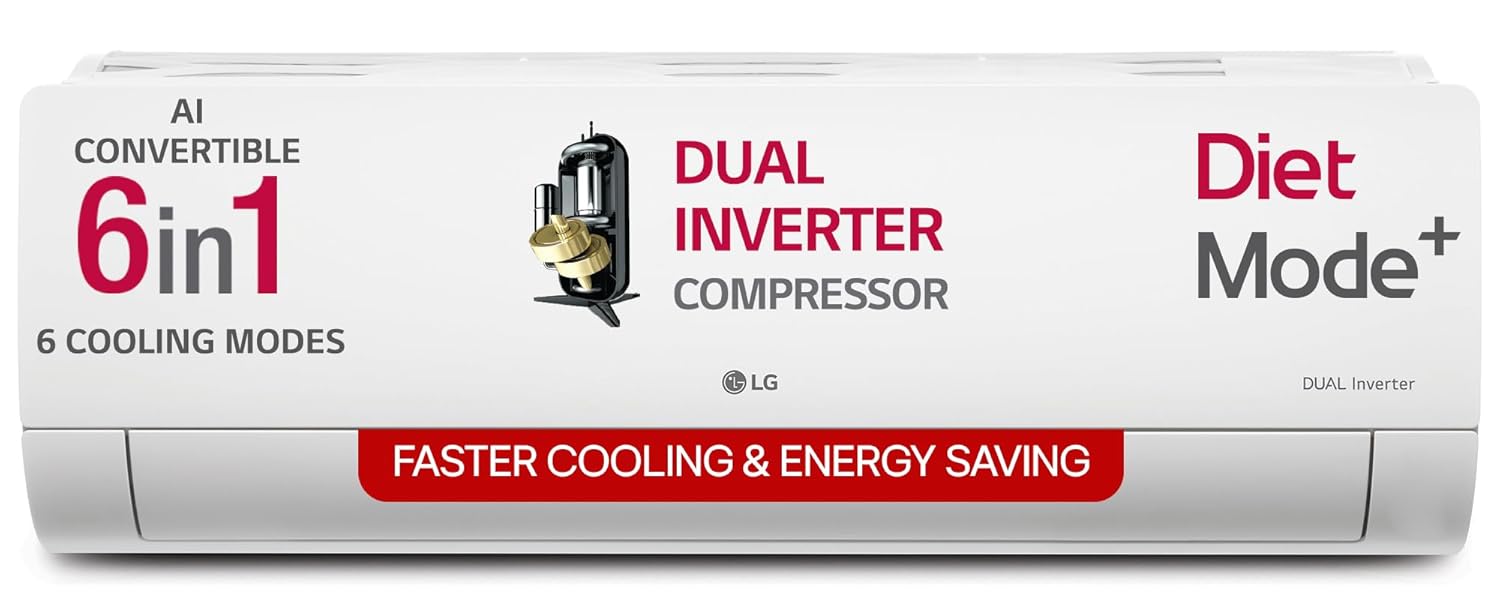 AI
CONVERTIBLE
6in1
6 COOLING MODES
DUAL
INVERTER
COMPRESSOR
Diet
Mode+
LG
DUAL Inverter
FASTER COOLING & ENERGY SAVING